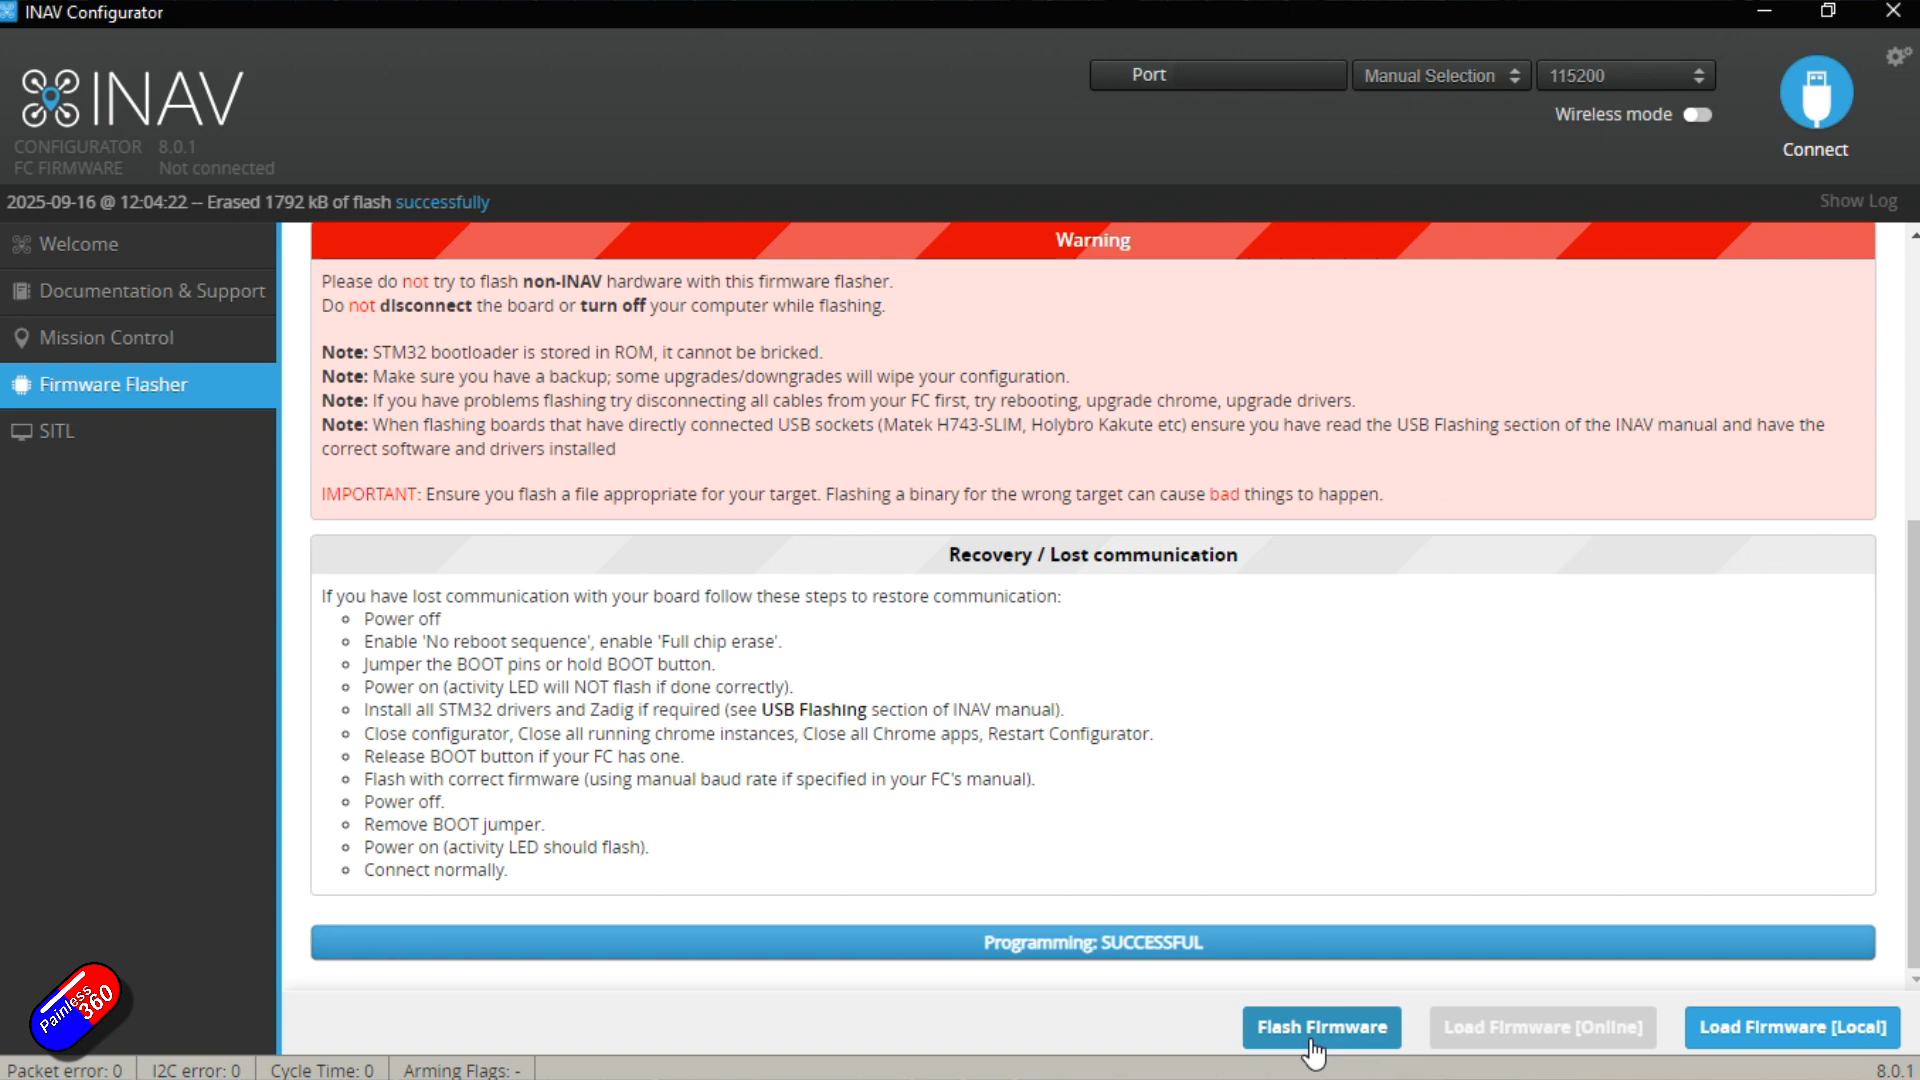 INAV Configurator
INAV
CONFIGURATOR 8.0.1
FC FIRMWARE Not connected
Port
Manual Selection
115200
Wireless mode
Connect
2025-09-16 @ 12:04:22 -- Erased 1792 kB of flash successfully
Show Log
Welcome
Documentation & Support
Mission Control
Firmware Flasher
SITL
Warning
Please do not try to flash non-INAV hardware with this firmware flasher.
Do not disconnect the board or turn off your computer while flashing.
Note: STM32 bootloader is stored in ROM, it cannot be bricked.
Note: Make sure you have a backup; some upgrades/downgrades will wipe your configuration.
Note: If you have problems flashing try disconnecting all cables from your FC first, try rebooting, upgrade chrome, upgrade drivers.
Note: When flashing boards that have directly connected USB sockets (Matek H743-SLIM, Holybro Kakute etc) ensure you have read the USB Flashing section of the INAV manual and have the
correct software and drivers installed
IMPORTANT: Ensure you flash a file appropriate for your target. Flashing a binary for the wrong target can cause bad things to happen.
Recovery / Lost communication
If you have lost communication with your board follow these steps to restore communication:
Power off
Enable 'No reboot sequence', enable 'Full chip erase'.
Jumper the BOOT pins or hold BOOT button.
Power on (activity LED will NOT flash if done correctly).
Install all STM32 drivers and Zadig if required (see USB Flashing section of INAV manual).
Close configurator, Close all running chrome instances, Close all Chrome apps, Restart Configurator.
Release BOOT button if your FC has one.
Flash with correct firmware (using manual baud rate if specified in your FC's manual).
Power off.
Remove BOOT jumper.
Power on (activity LED should flash).
Connect normally.
Programming: SUCCESSFUL
Flash Firmware
Load Firmware [Online]
Load Firmware [Local]
Painless
360
Packet error: 0
I2C error: 0
Cycle Time: 0
Arming Flags: -
8.0.1